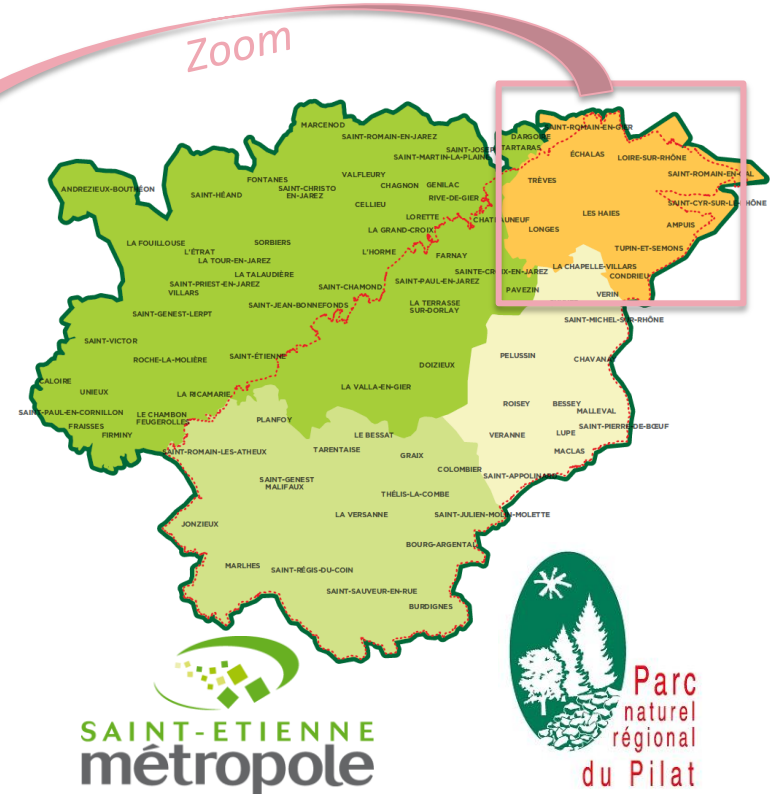 Zoom
MARCENOD
SAINT-ROMAIN-EN-JAREZ
SAINT-JOSEPH
SAINT-MARTIN-LA-PLAINE
DARGOIRE
TARTARAS
SAINT-ROMAIN-EN-GIER
ÉCHALAS
LOIRE-SUR-RHÔNE
SAINT-ROMAIN-EN-GAL
SAINT-CYR-SUR-LE-RHÔNE
TRÈVES
LES HAIES
AMPUIS
LONGES
TUPIN-ET-SEMONS
LA CHAPELLE-VILLARS
CONDRIEU
VERIN
PAVEZIN
SAINTE-CROIX-EN-JAREZ
CHATEAUNEUF
ANDREZIEUX-BOUTHÉON
SAINT-HÉAND
FONTANES
SAINT-CHRISTO
EN-JAREZ
VALFLEURY
CHAGNON
GENILAC
RIVE-DE-GIER
CELLIEU
LORETTE
LA GRAND-CROIX
LA FOUILLOUSE
L'ÉTRAT
SORBIERS
LA TOUR-EN-JAREZ
L'HORME
FARNAY
LA TALAUDIÈRE
SAINT-PRIEST-EN-JAREZ
VILLARS
SAINT-CHAMOND
SAINT-PAUL-EN-JAREZ
SAINT-JEAN-BONNEFONDS
LA TERRASSE
SUR-DORLAY
SAINT-GENEST-LERPT
SAINT-MICHEL-SUR-RHÔNE
SAINT-VICTOR
ROCHE-LA-MOLIÈRE
SAINT-ÉTIENNE
DOIZIEUX
PELUSSIN
CHAVANAY
CALOIRE
UNIEUX
LA RICAMARIE
LA VALLA-EN-GIER
ROISEY
BESSEY
MALLEVAL
SAINT-PAUL-EN-CORNILLON
LE CHAMBON
FEUGEROLLES
FRAISSES
FIRMINY
PLANFOY
LE BESSAT
VERANNE
LUPE
SAINT-PIERRE-DE-BŒUF
MACLAS
SAINT-ROMAIN-LES-ATHEUX
TARENTAISE
GRAIX
COLOMBIER
SAINT-APPOLINARD
SAINT-GENEST
MALIFAUX
THÉLIS-LA-COMBE
LA VERSANNE
SAINT-JULIEN-MOLIN-MOLETTE
JONZIEUX
BOURG-ARGENTAL
MARLHES
SAINT-RÉGIS-DU-COIN
SAINT-SAUVEUR-EN-RUE
BURDIGNES
SAINT-ETIENNE
métropole
Parc
naturel
régional
du Pilat